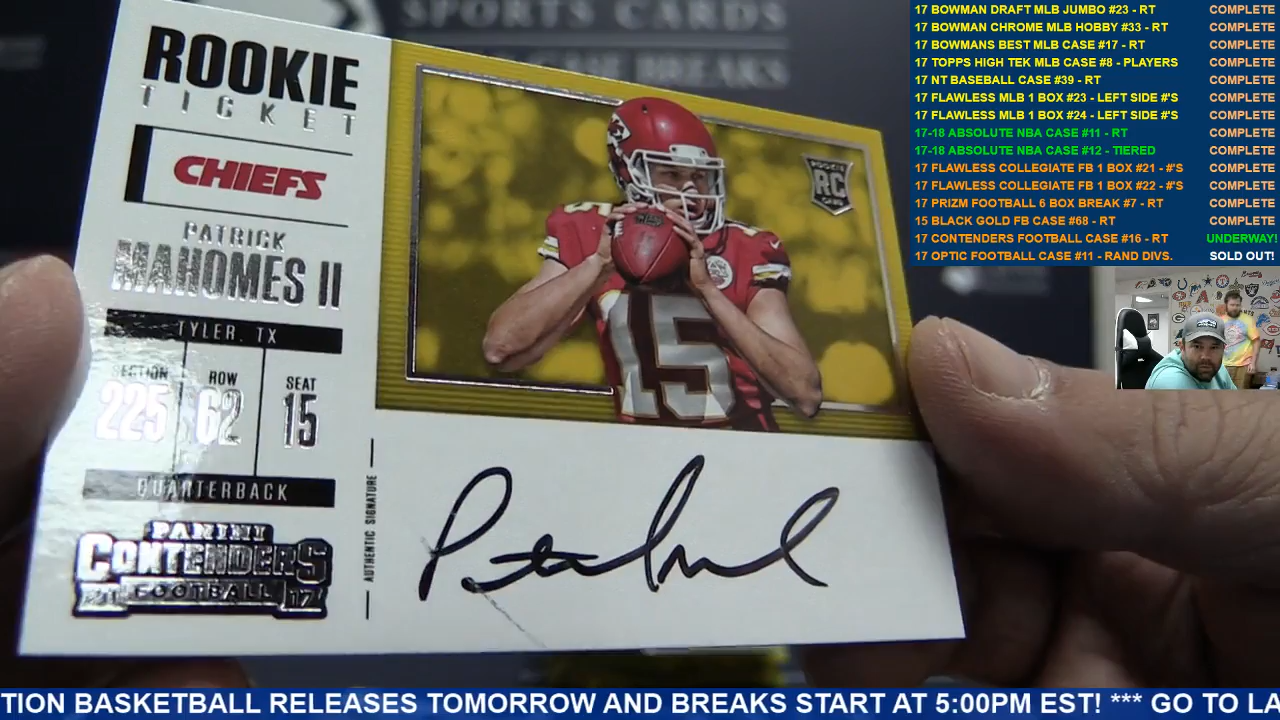 SPORTS CARDS
CASE BREAKS
ROOKIE
TICKET
CHIEFS
PATRICK
MAHOMES II
TYLER, TX
SECTION ROW SEAT
225 62 15
QUARTERBACK
PANINI
CONTENDERS
FOOTBALL
AUTHENTIC SIGNATURE
ROOKIE
RC
15
17 BOWMAN DRAFT MLB JUMBO #23 - RT COMPLETE
17 BOWMAN CHROME MLB HOBBY #33 - RT COMPLETE
17 BOWMANS BEST MLB CASE #17 - RT COMPLETE
17 TOPPS HIGH TEK MLB CASE #8 - PLAYERS COMPLETE
17 NT BASEBALL CASE #39 - RT COMPLETE
17 FLAWLESS MLB 1 BOX #23 - LEFT SIDE #'S COMPLETE
17 FLAWLESS MLB 1 BOX #24 - LEFT SIDE #'S COMPLETE
17-18 ABSOLUTE NBA CASE #11 - RT COMPLETE
17-18 ABSOLUTE NBA CASE #12 - TIERED COMPLETE
17 FLAWLESS COLLEGIATE FB 1 BOX #21 - #'S COMPLETE
17 FLAWLESS COLLEGIATE FB 1 BOX #22 - #'S COMPLETE
17 PRIZM FOOTBALL 6 BOX BREAK #7 - RT COMPLETE
15 BLACK GOLD FB CASE #68 - RT COMPLETE
17 CONTENDERS FOOTBALL CASE #16 - RT UNDERWAY!
17 OPTIC FOOTBALL CASE #11 - RAND DIVS. SOLD OUT!
TION BASKETBALL RELEASES TOMORROW AND BREAKS START AT 5:00PM EST! *** GO TO LA